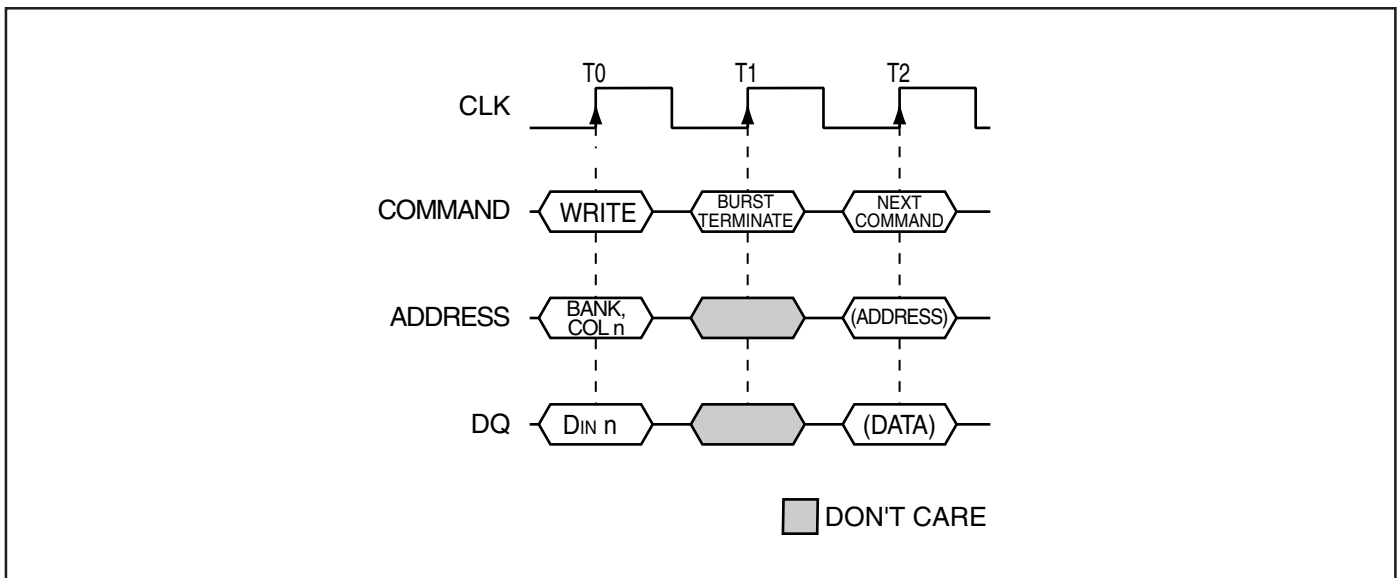 T0 T1 T2
CLK
COMMAND WRITE BURST TERMINATE NEXT COMMAND
ADDRESS BANK, COL n (ADDRESS)
DQ DIN n (DATA)
DON'T CARE